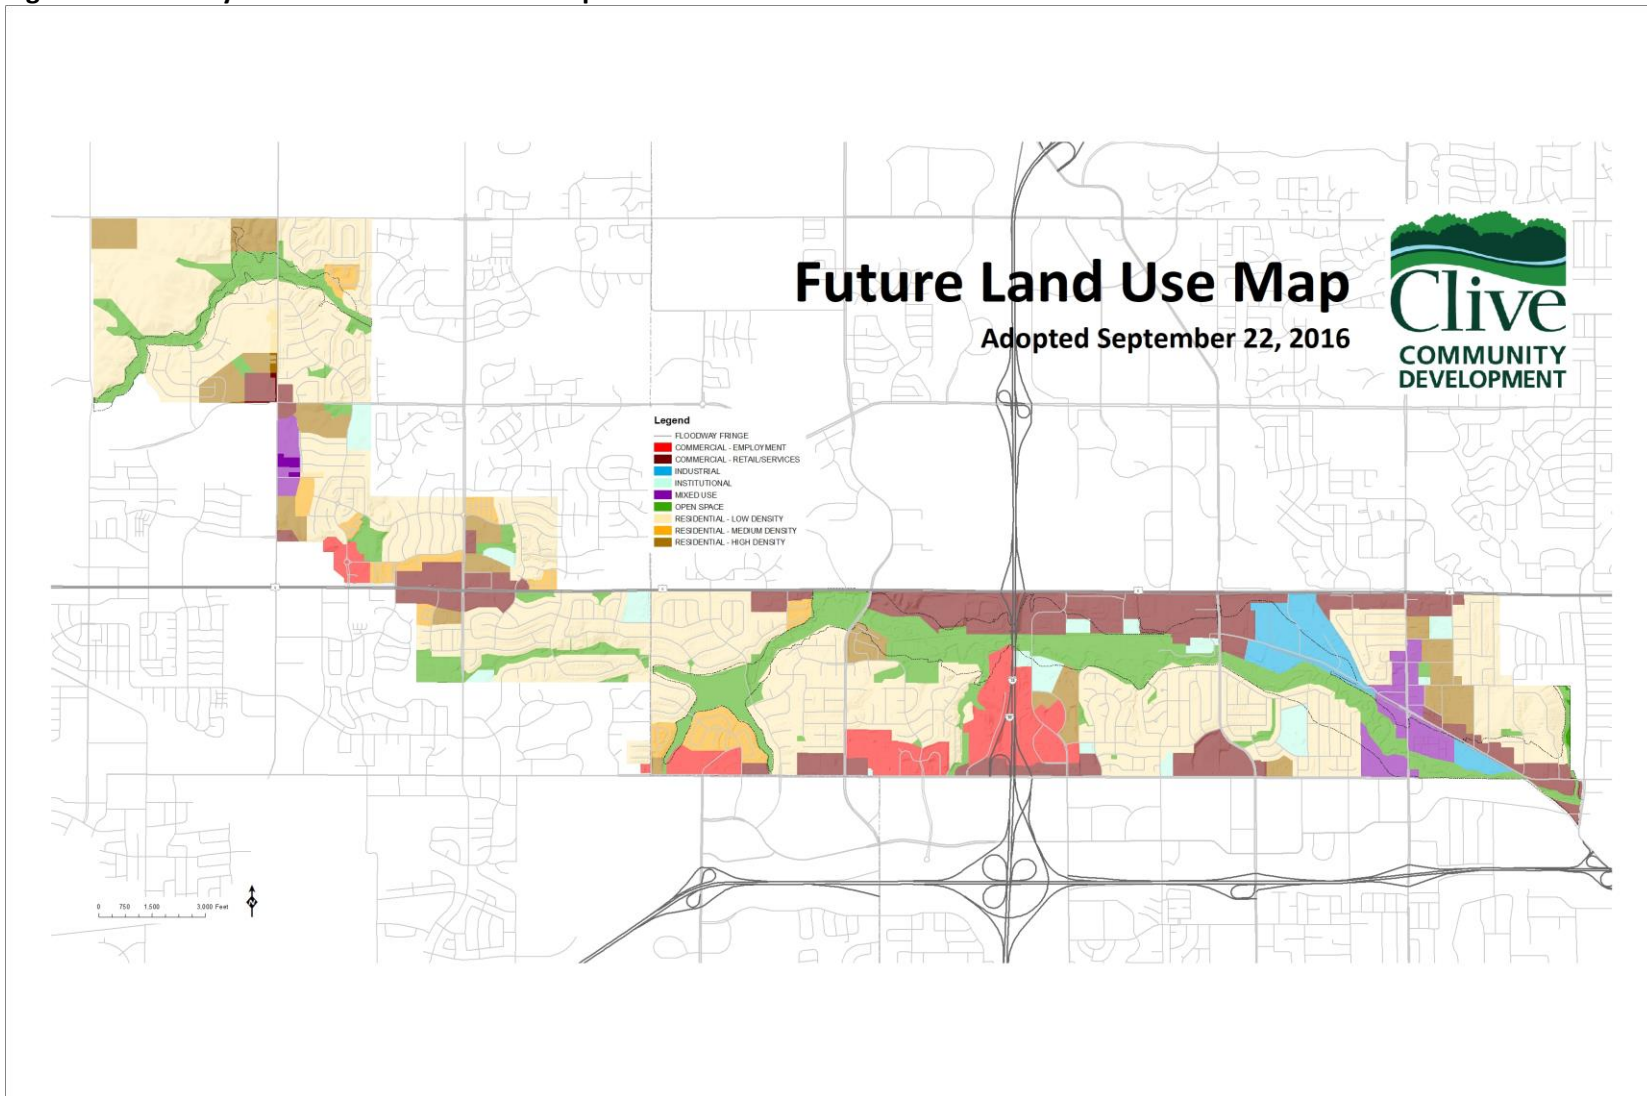 Future Land Use Map
Adopted September 22, 2016
Clive
COMMUNITY
DEVELOPMENT
Legend
FLOODWAY FRINGE
COMMERCIAL - EMPLOYMENT
COMMERCIAL - RETAIL/SERVICES
INDUSTRIAL
INSTITUTIONAL
MIXED USE
OPEN SPACE
RESIDENTIAL - LOW DENSITY
RESIDENTIAL - MEDIUM DENSITY
RESIDENTIAL - HIGH DENSITY
0 750 1,500 3,000 Feet